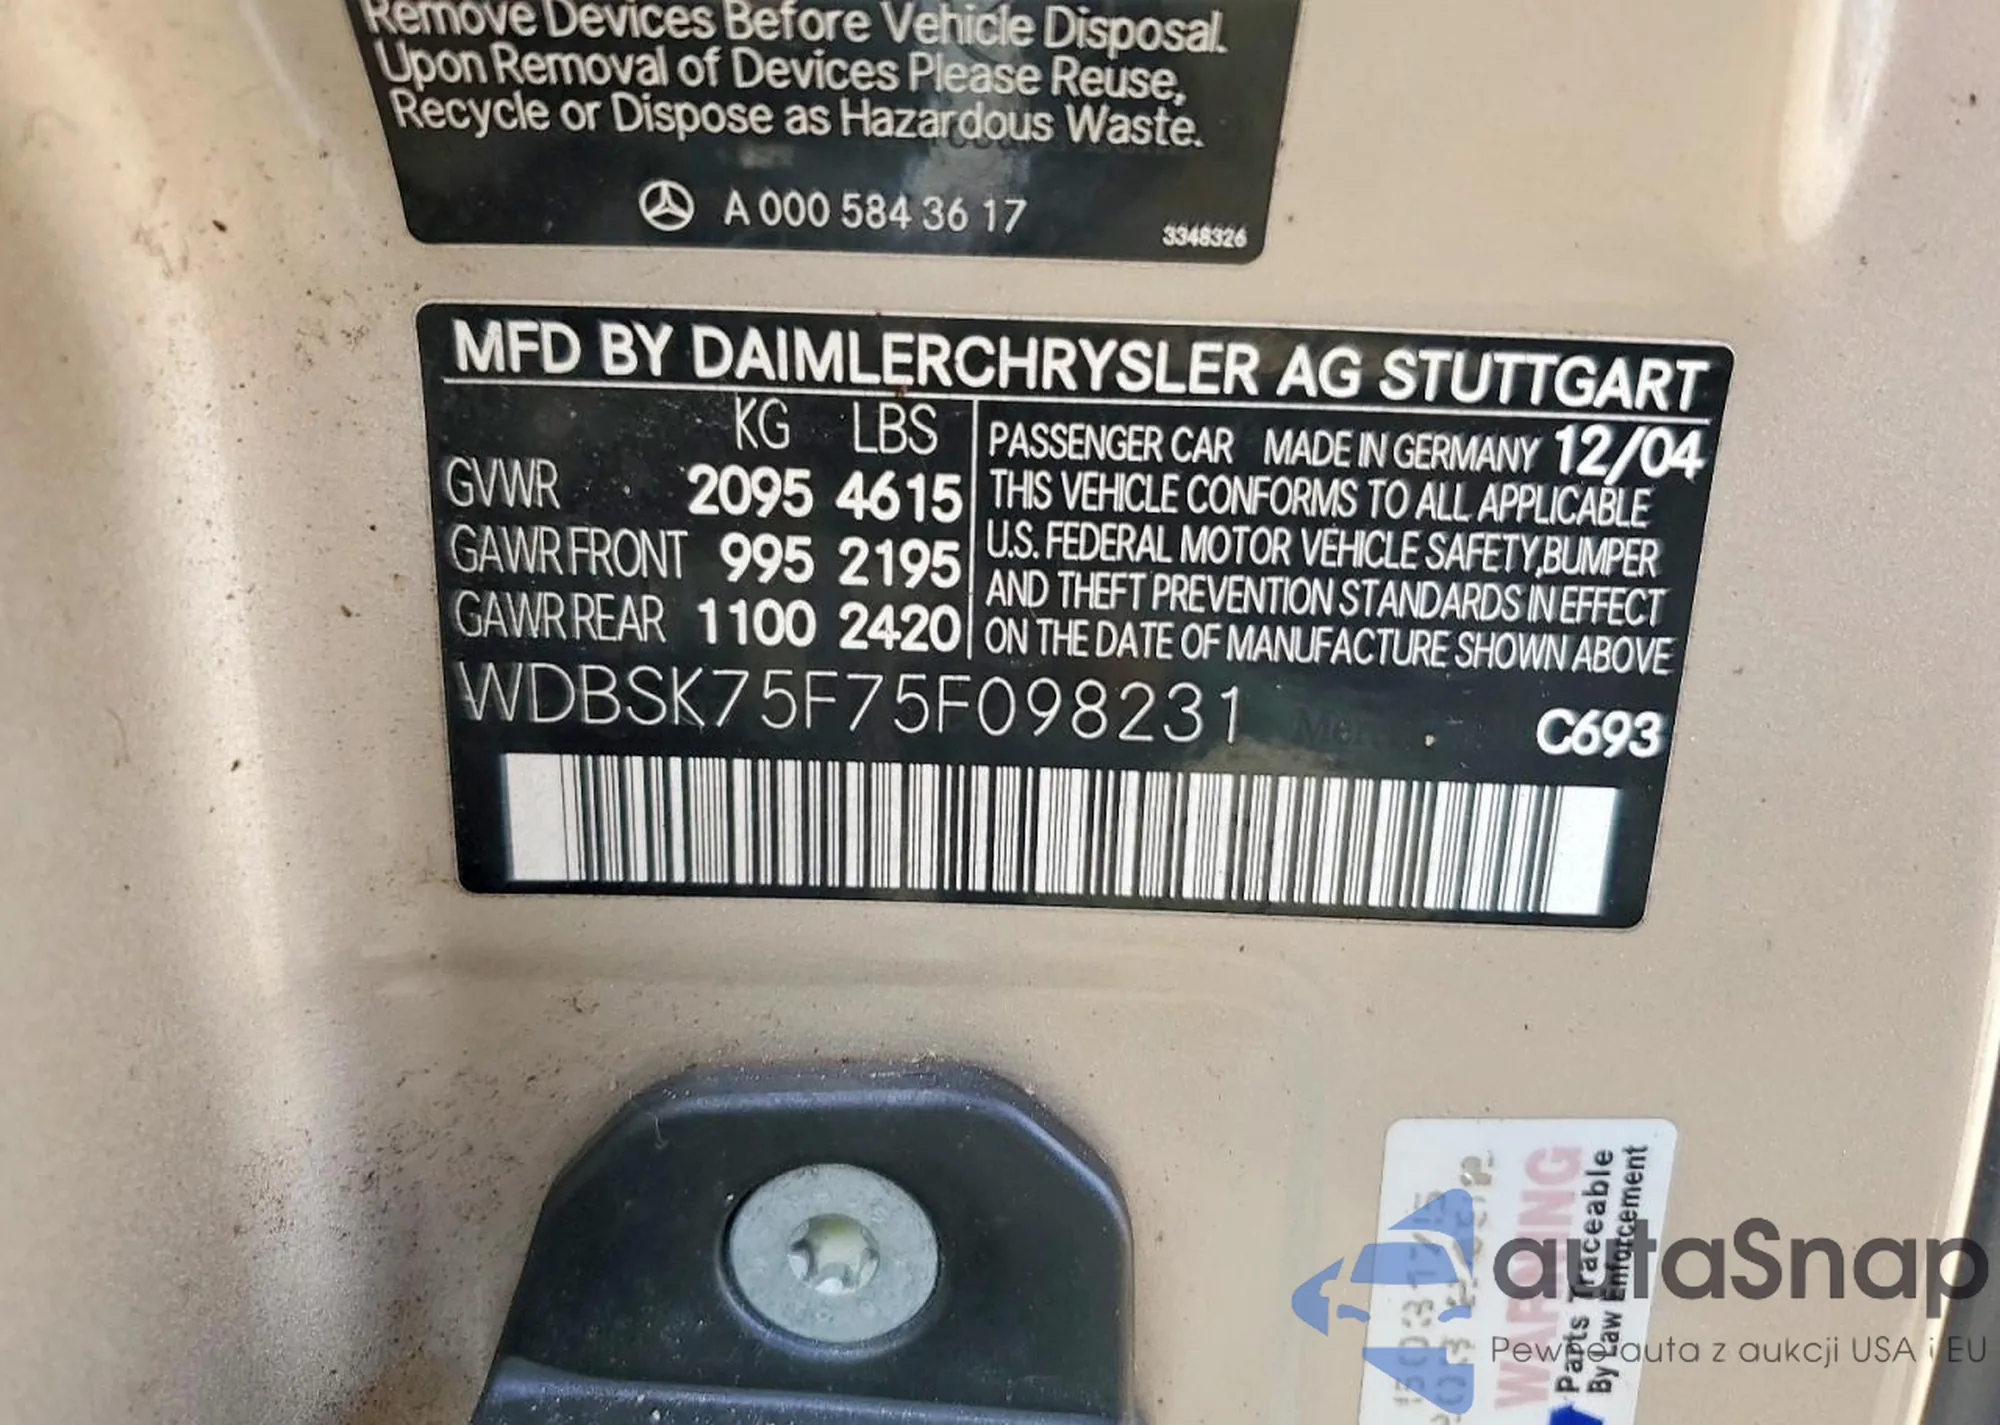 Remove Devices Before Vehicle Disposal.
Upon Removal of Devices Please Reuse,
Recycle or Dispose as Hazardous Waste.
A 000 584 36 17
3348326
MFD BY DAIMLERCHRYSLER AG STUTTGART
KG LBS
GVWR 2095 4615
GAWR FRONT 995 2195
GAWR REAR 1100 2420
PASSENGER CAR MADE IN GERMANY 12/04
THIS VEHICLE CONFORMS TO ALL APPLICABLE
U.S. FEDERAL MOTOR VEHICLE SAFETY,BUMPER
AND THEFT PREVENTION STANDARDS IN EFFECT
ON THE DATE OF MANUFACTURE SHOWN ABOVE
WDBSK75F75F098231
C693
WARNING
Parts Traceable
By Law Enforcement
autaSnap
Pewne auta z aukcji USA i EU